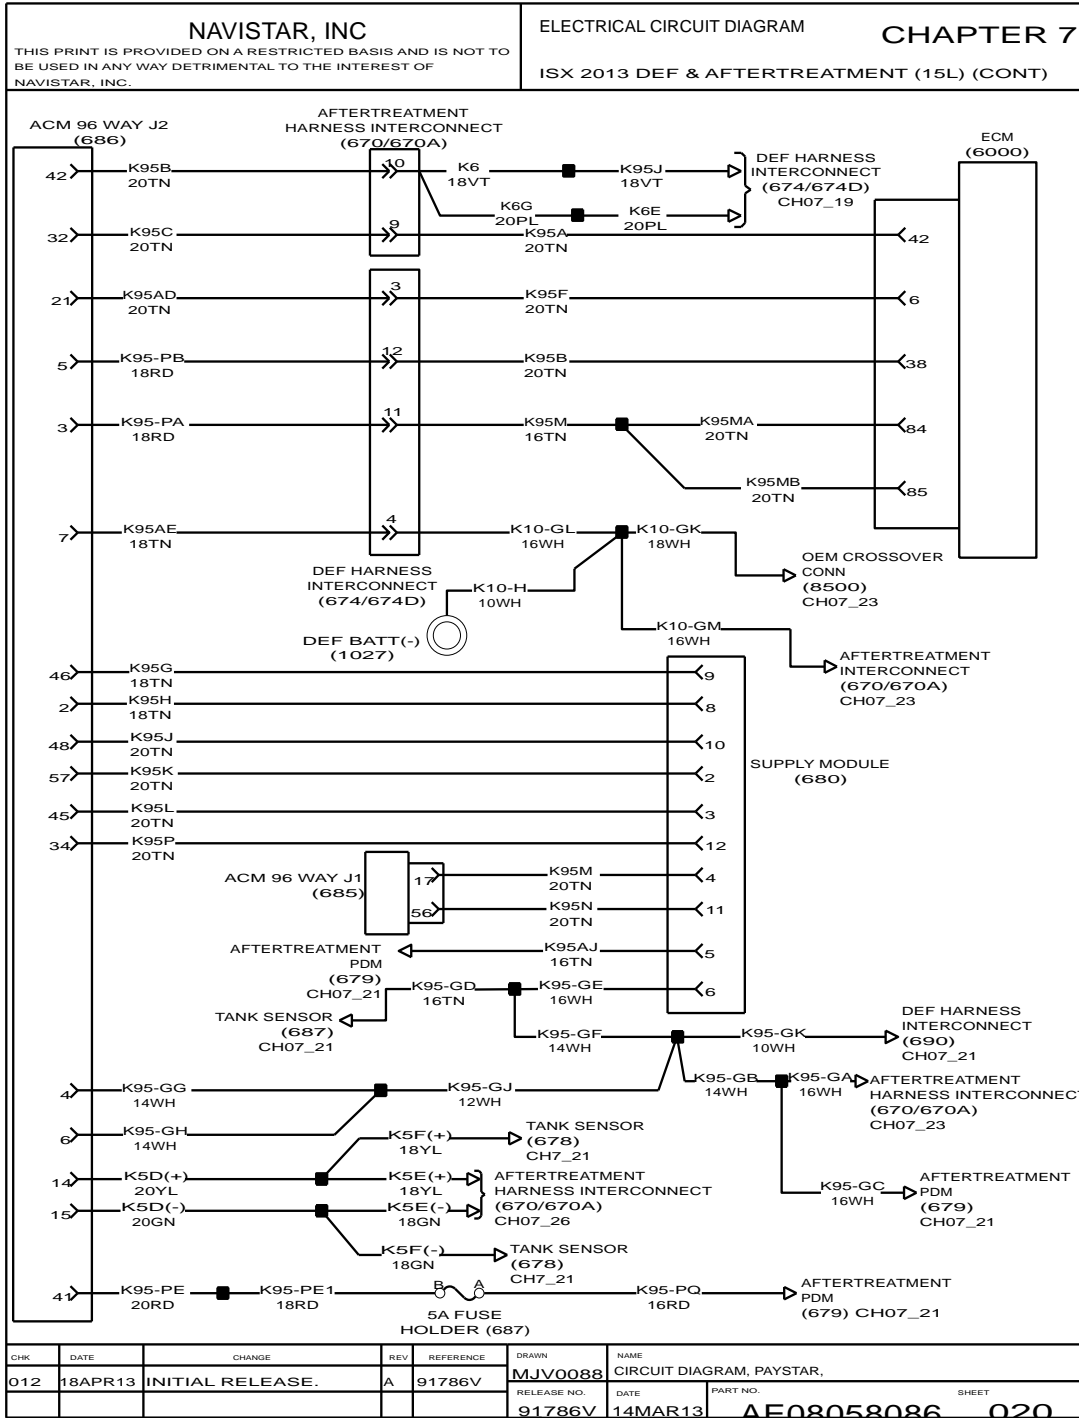 NAVISTAR, INC
THIS PRINT IS PROVIDED ON A RESTRICTED BASIS AND IS NOT TO
BE USED IN ANY WAY DETRIMENTAL TO THE INTEREST OF
NAVISTAR, INC.
ELECTRICAL CIRCUIT DIAGRAM
CHAPTER 7
ISX 2013 DEF & AFTERTREATMENT (15L) (CONT)
ACM 96 WAY J2
(686)
AFTERTREATMENT
HARNESS INTERCONNECT
(670/670A)
ECM
(6000)
42 K95B 10 K6 K95J
20TN 18VT 18VT
DEF HARNESS
INTERCONNECT
(674/674D)
CH07_19
K6G K6E
20PL 20PL
32 K95C 9 K95A 42
20TN 20TN
21 K95AD 3 K95F 6
20TN 20TN
5 K95-PB 12 K95B 38
18RD 20TN
3 K95-PA 11 K95M K95MA 84
18RD 16TN 20TN
K95MB 85
20TN
7 K95AE 4 K10-GL K10-GK
18TN 16WH 18WH
DEF HARNESS
INTERCONNECT
(674/674D)
OEM CROSSOVER
CONN
(8500)
CH07_23
K10-H
10WH
DEF BATT(-)
(1027)
K10-GM
16WH
AFTERTREATMENT
INTERCONNECT
(670/670A)
CH07_23
46 K95G 9
18TN
2 K95H 8
18TN
48 K95J 10
20TN
57 K95K 2
20TN
SUPPLY MODULE
(680)
45 K95L 3
20TN
34 K95P 12
20TN
ACM 96 WAY J1
(685)
17 K95M 4
20TN
56 K95N 11
20TN
AFTERTREATMENT
PDM
(679)
CH07_21
K95AJ 5
16TN
K95-GD K95-GE 6
16TN 16WH
TANK SENSOR
(687)
CH07_21
K95-GF K95-GK
14WH 10WH
DEF HARNESS
INTERCONNECT
(690)
CH07_21
K95-GB K95-GA
14WH 16WH
AFTERTREATMENT
HARNESS INTERCONNECT
(670/670A)
CH07_23
4 K95-GG K95-GJ
14WH 12WH
6 K95-GH
14WH
K5F(+)
18YL
TANK SENSOR
(678)
CH7_21
14 K5D(+) K5E(+)
20YL 18YL
15 K5D(-) K5E(-)
20GN 18GN
AFTERTREATMENT
HARNESS INTERCONNECT
(670/670A)
CH07_26
K95-GC
16WH
AFTERTREATMENT
PDM
(679)
CH07_21
K5F(-)
18GN
TANK SENSOR
(678)
CH7_21
41 K95-PE K95-PE1 B A K95-PQ
20RD 18RD 16RD
5A FUSE
HOLDER (687)
AFTERTREATMENT
PDM
(679) CH07_21
CHK DATE CHANGE REV REFERENCE DRAWN NAME
012 18APR13 INITIAL RELEASE. A 91786V MJV0088 CIRCUIT DIAGRAM, PAYSTAR,
RELEASE NO. DATE PART NO. SHEET
91786V 14MAR13 AE08058086 020